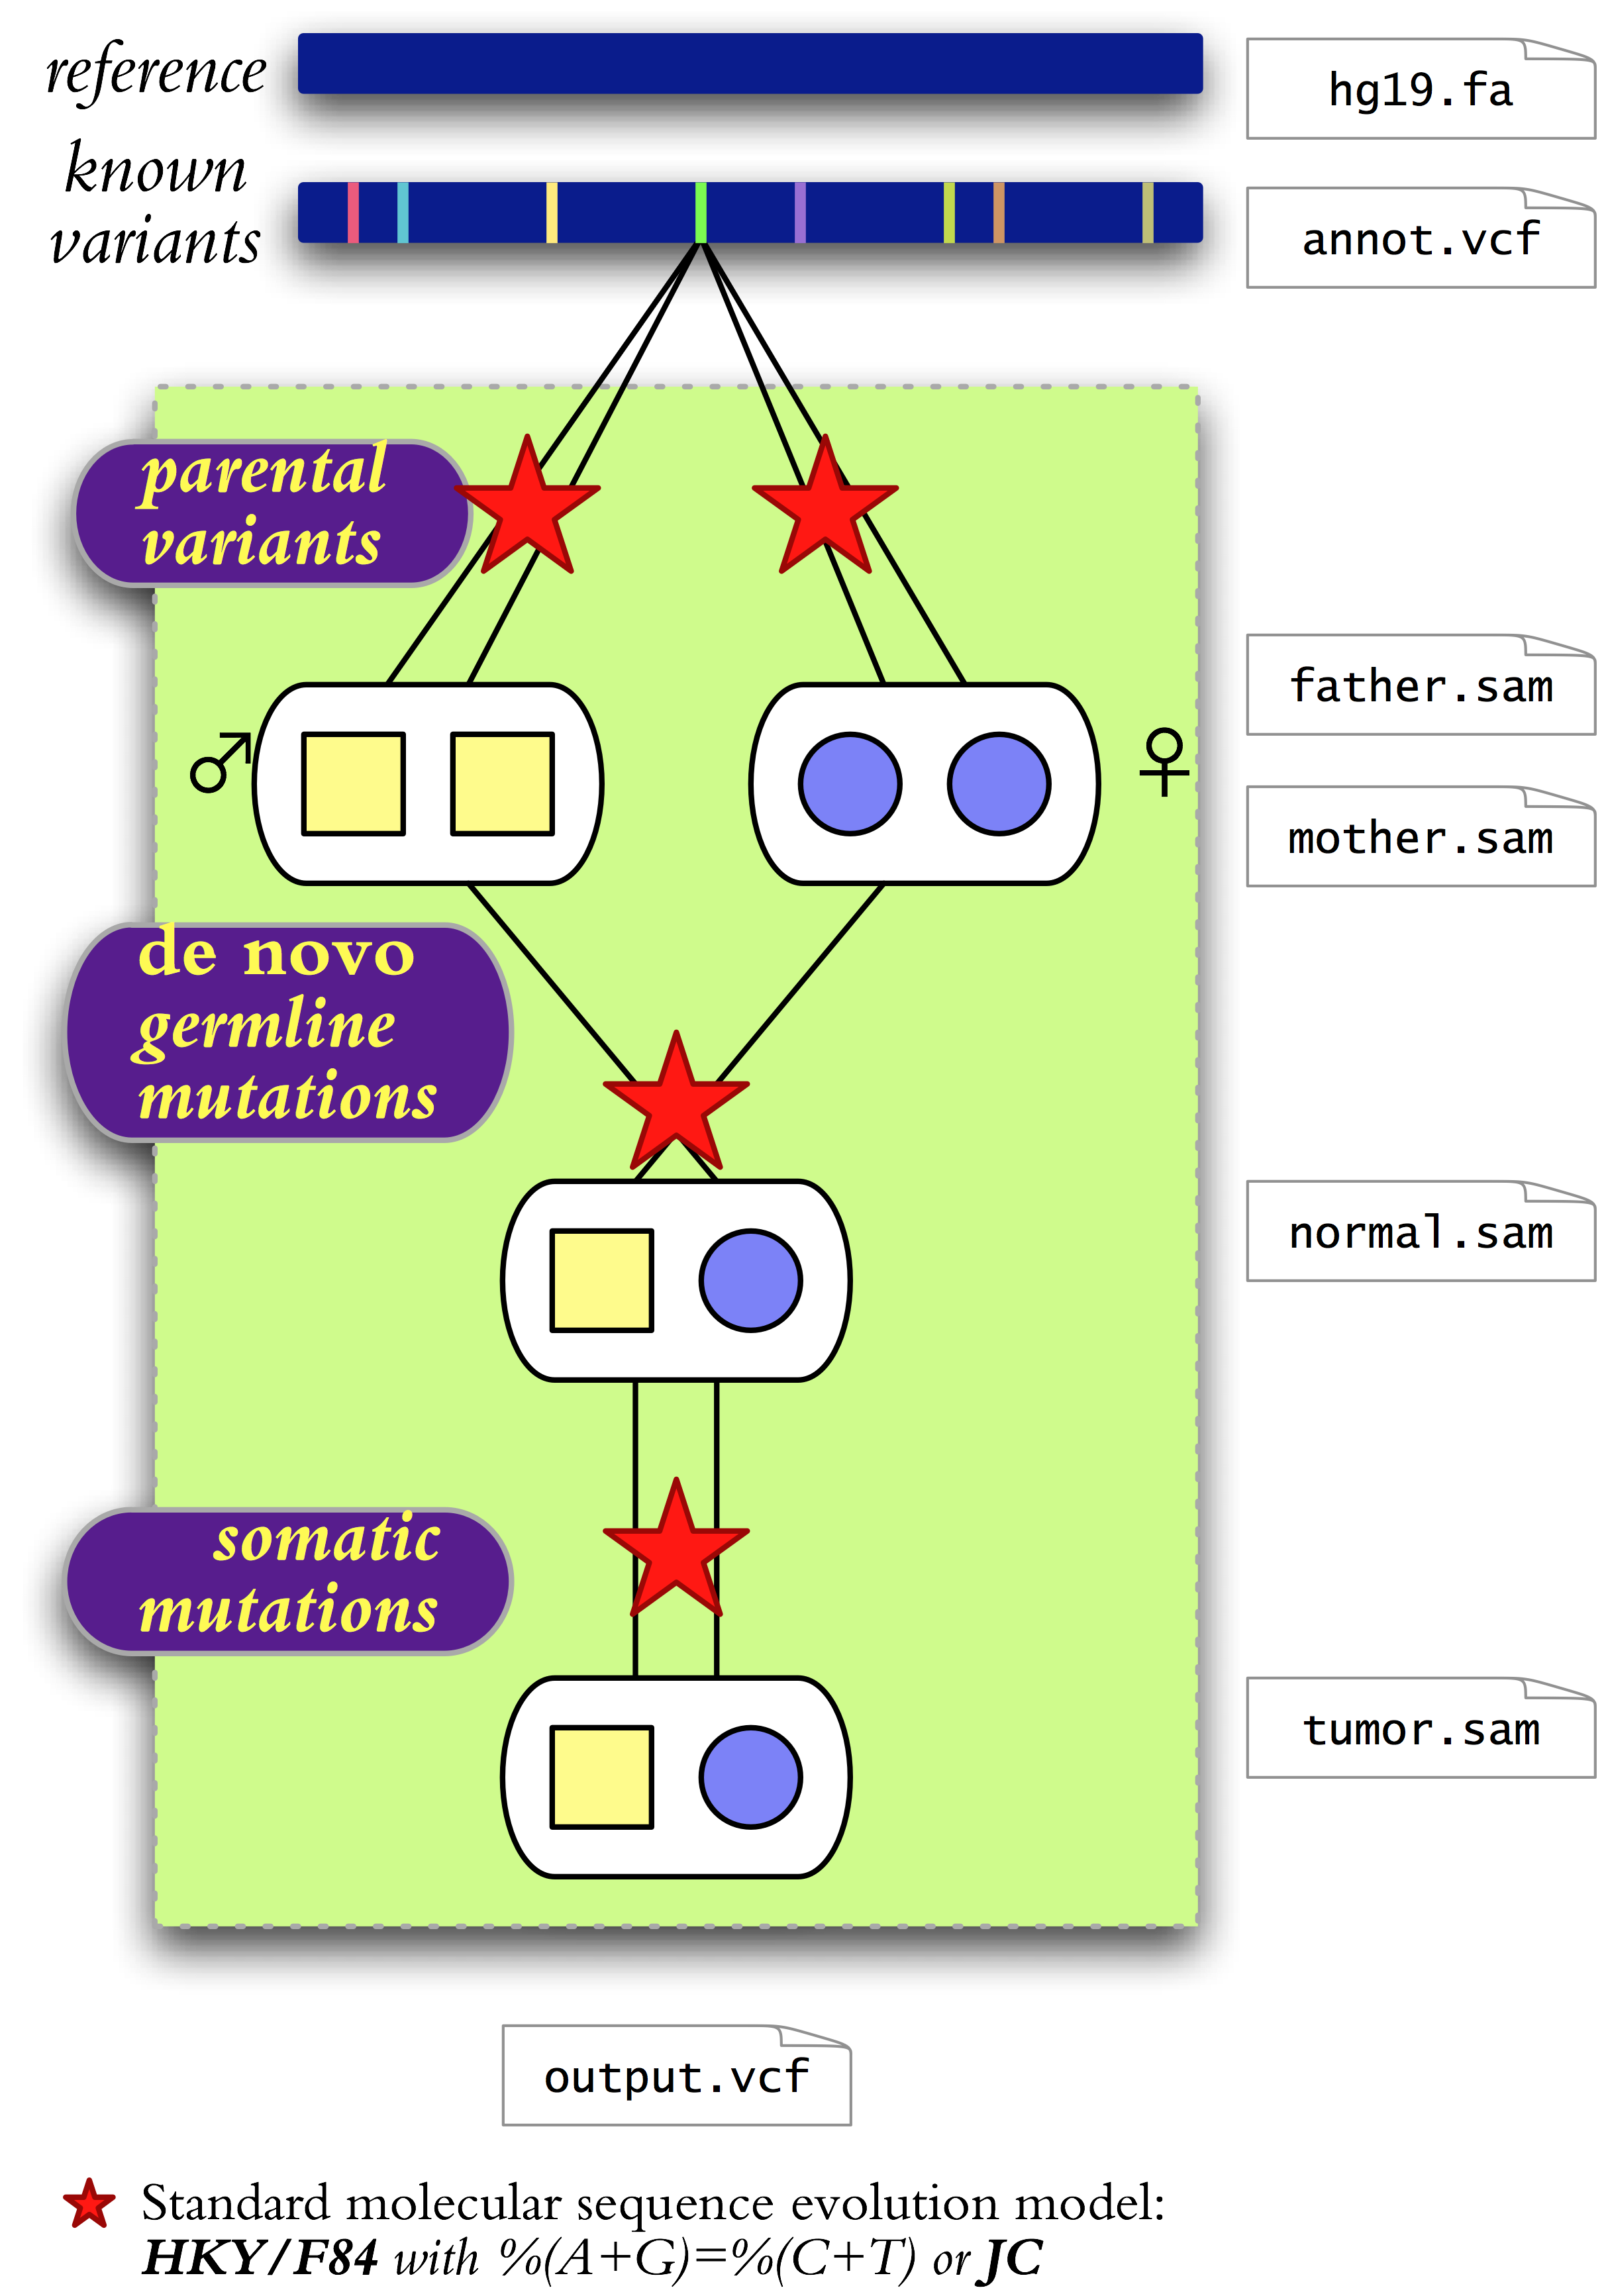 reference
hg19.fa
known
variants
annot.vcf
parental
variants
father.sam
♂
♀
mother.sam
de novo
germline
mutations
normal.sam
somatic
mutations
tumor.sam
output.vcf
Standard molecular sequence evolution model:
HKY/F84 with %(A+G)=%(C+T) or JC